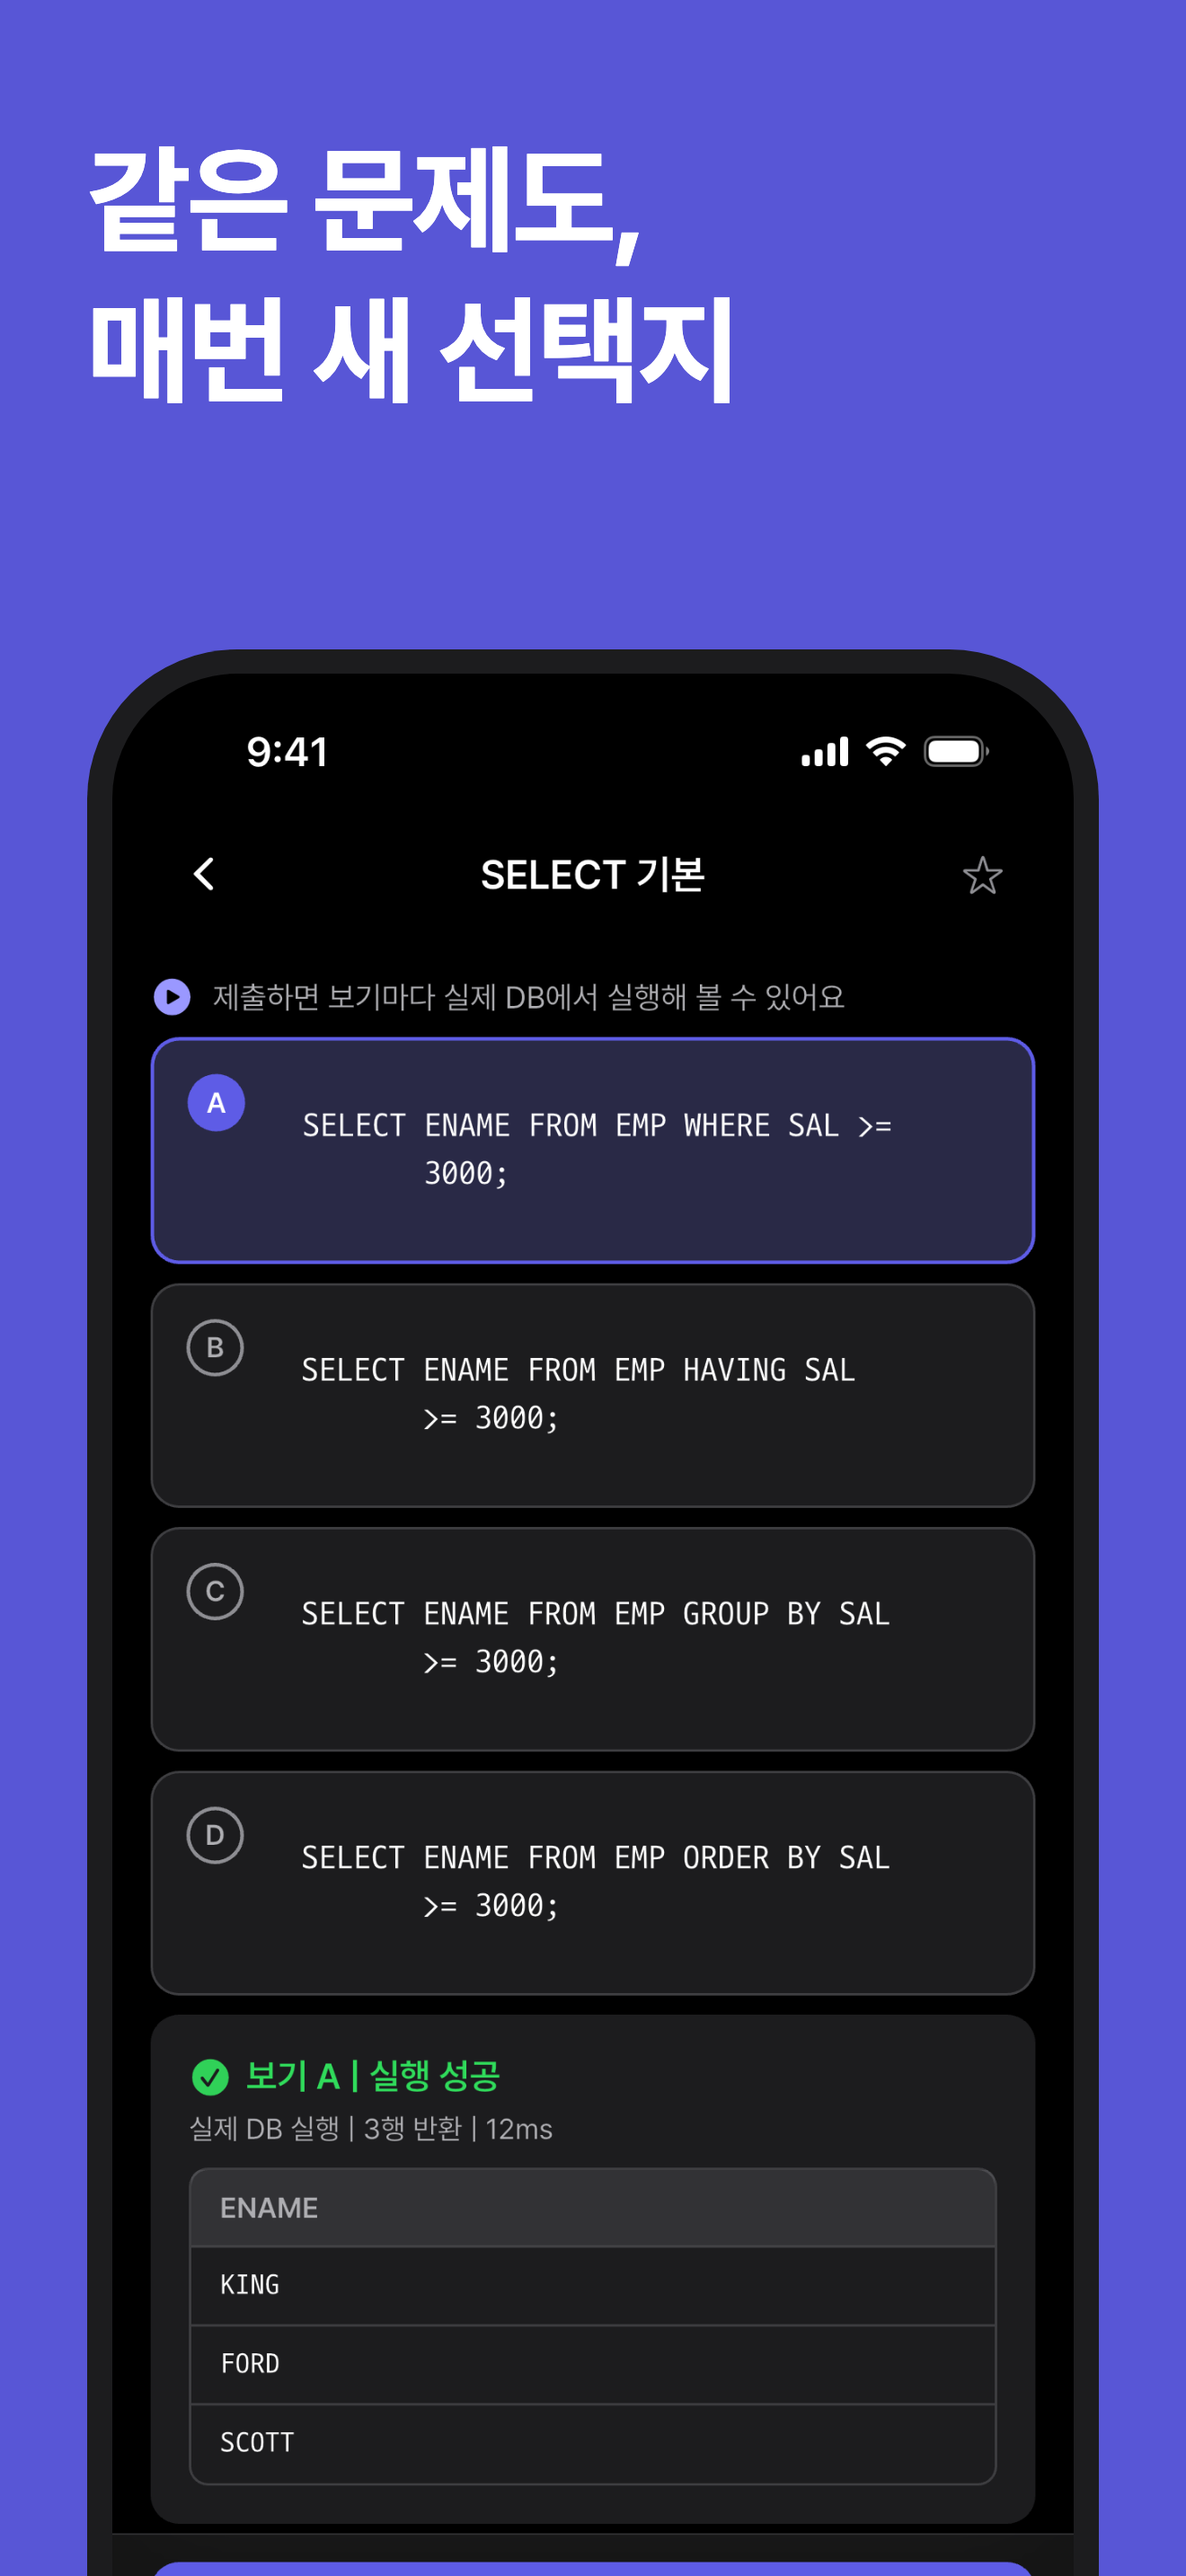 같은 문제도,
매번 새 선택지
9:41
SELECT 기본
제출하면 보기마다 실제 DB에서 실행해 볼 수 있어요
A
SELECT ENAME FROM EMP WHERE SAL >=
3000;
B
SELECT ENAME FROM EMP HAVING SAL
>= 3000;
C
SELECT ENAME FROM EMP GROUP BY SAL
>= 3000;
D
SELECT ENAME FROM EMP ORDER BY SAL
>= 3000;
보기 A | 실행 성공
실제 DB 실행 | 3행 반환 | 12ms
ENAME
KING
FORD
SCOTT